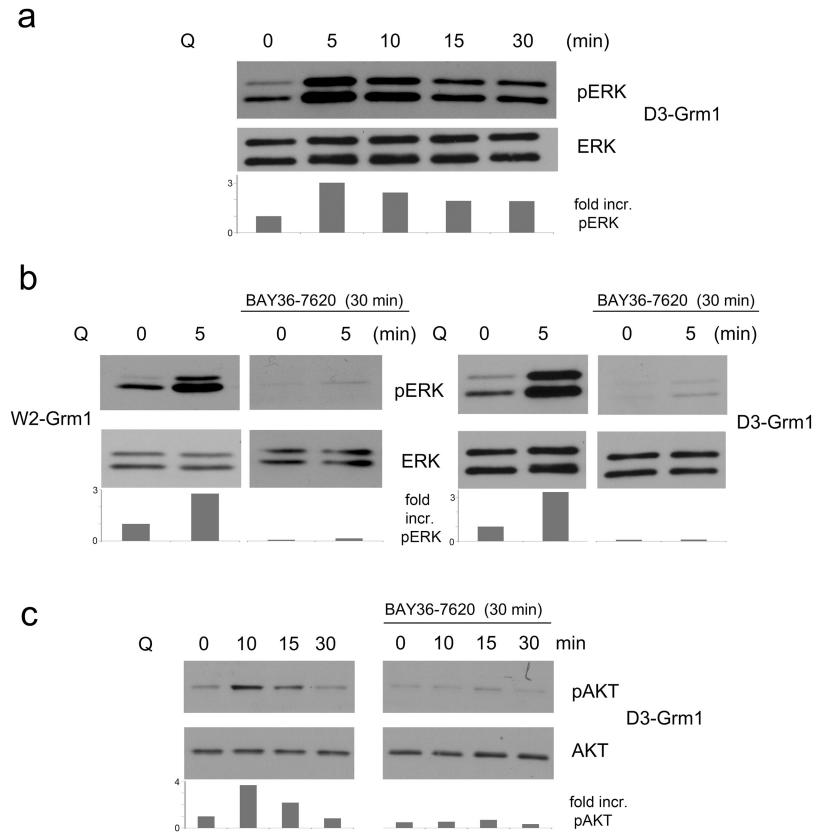 a
Q 0 5 10 15 30 (min)
pERK
D3-Grm1
ERK
3
0
fold incr.
pERK
b
BAY36-7620 (30 min) BAY36-7620 (30 min)
Q 0 5 0 5 (min) Q 0 5 0 5 (min)
pERK
W2-Grm1 D3-Grm1
ERK
3 3
fold
incr.
pERK
0 0
c
BAY36-7620 (30 min)
Q 0 10 15 30 0 10 15 30 min
pAKT
D3-Grm1
AKT
4
0
fold incr.
pAKT